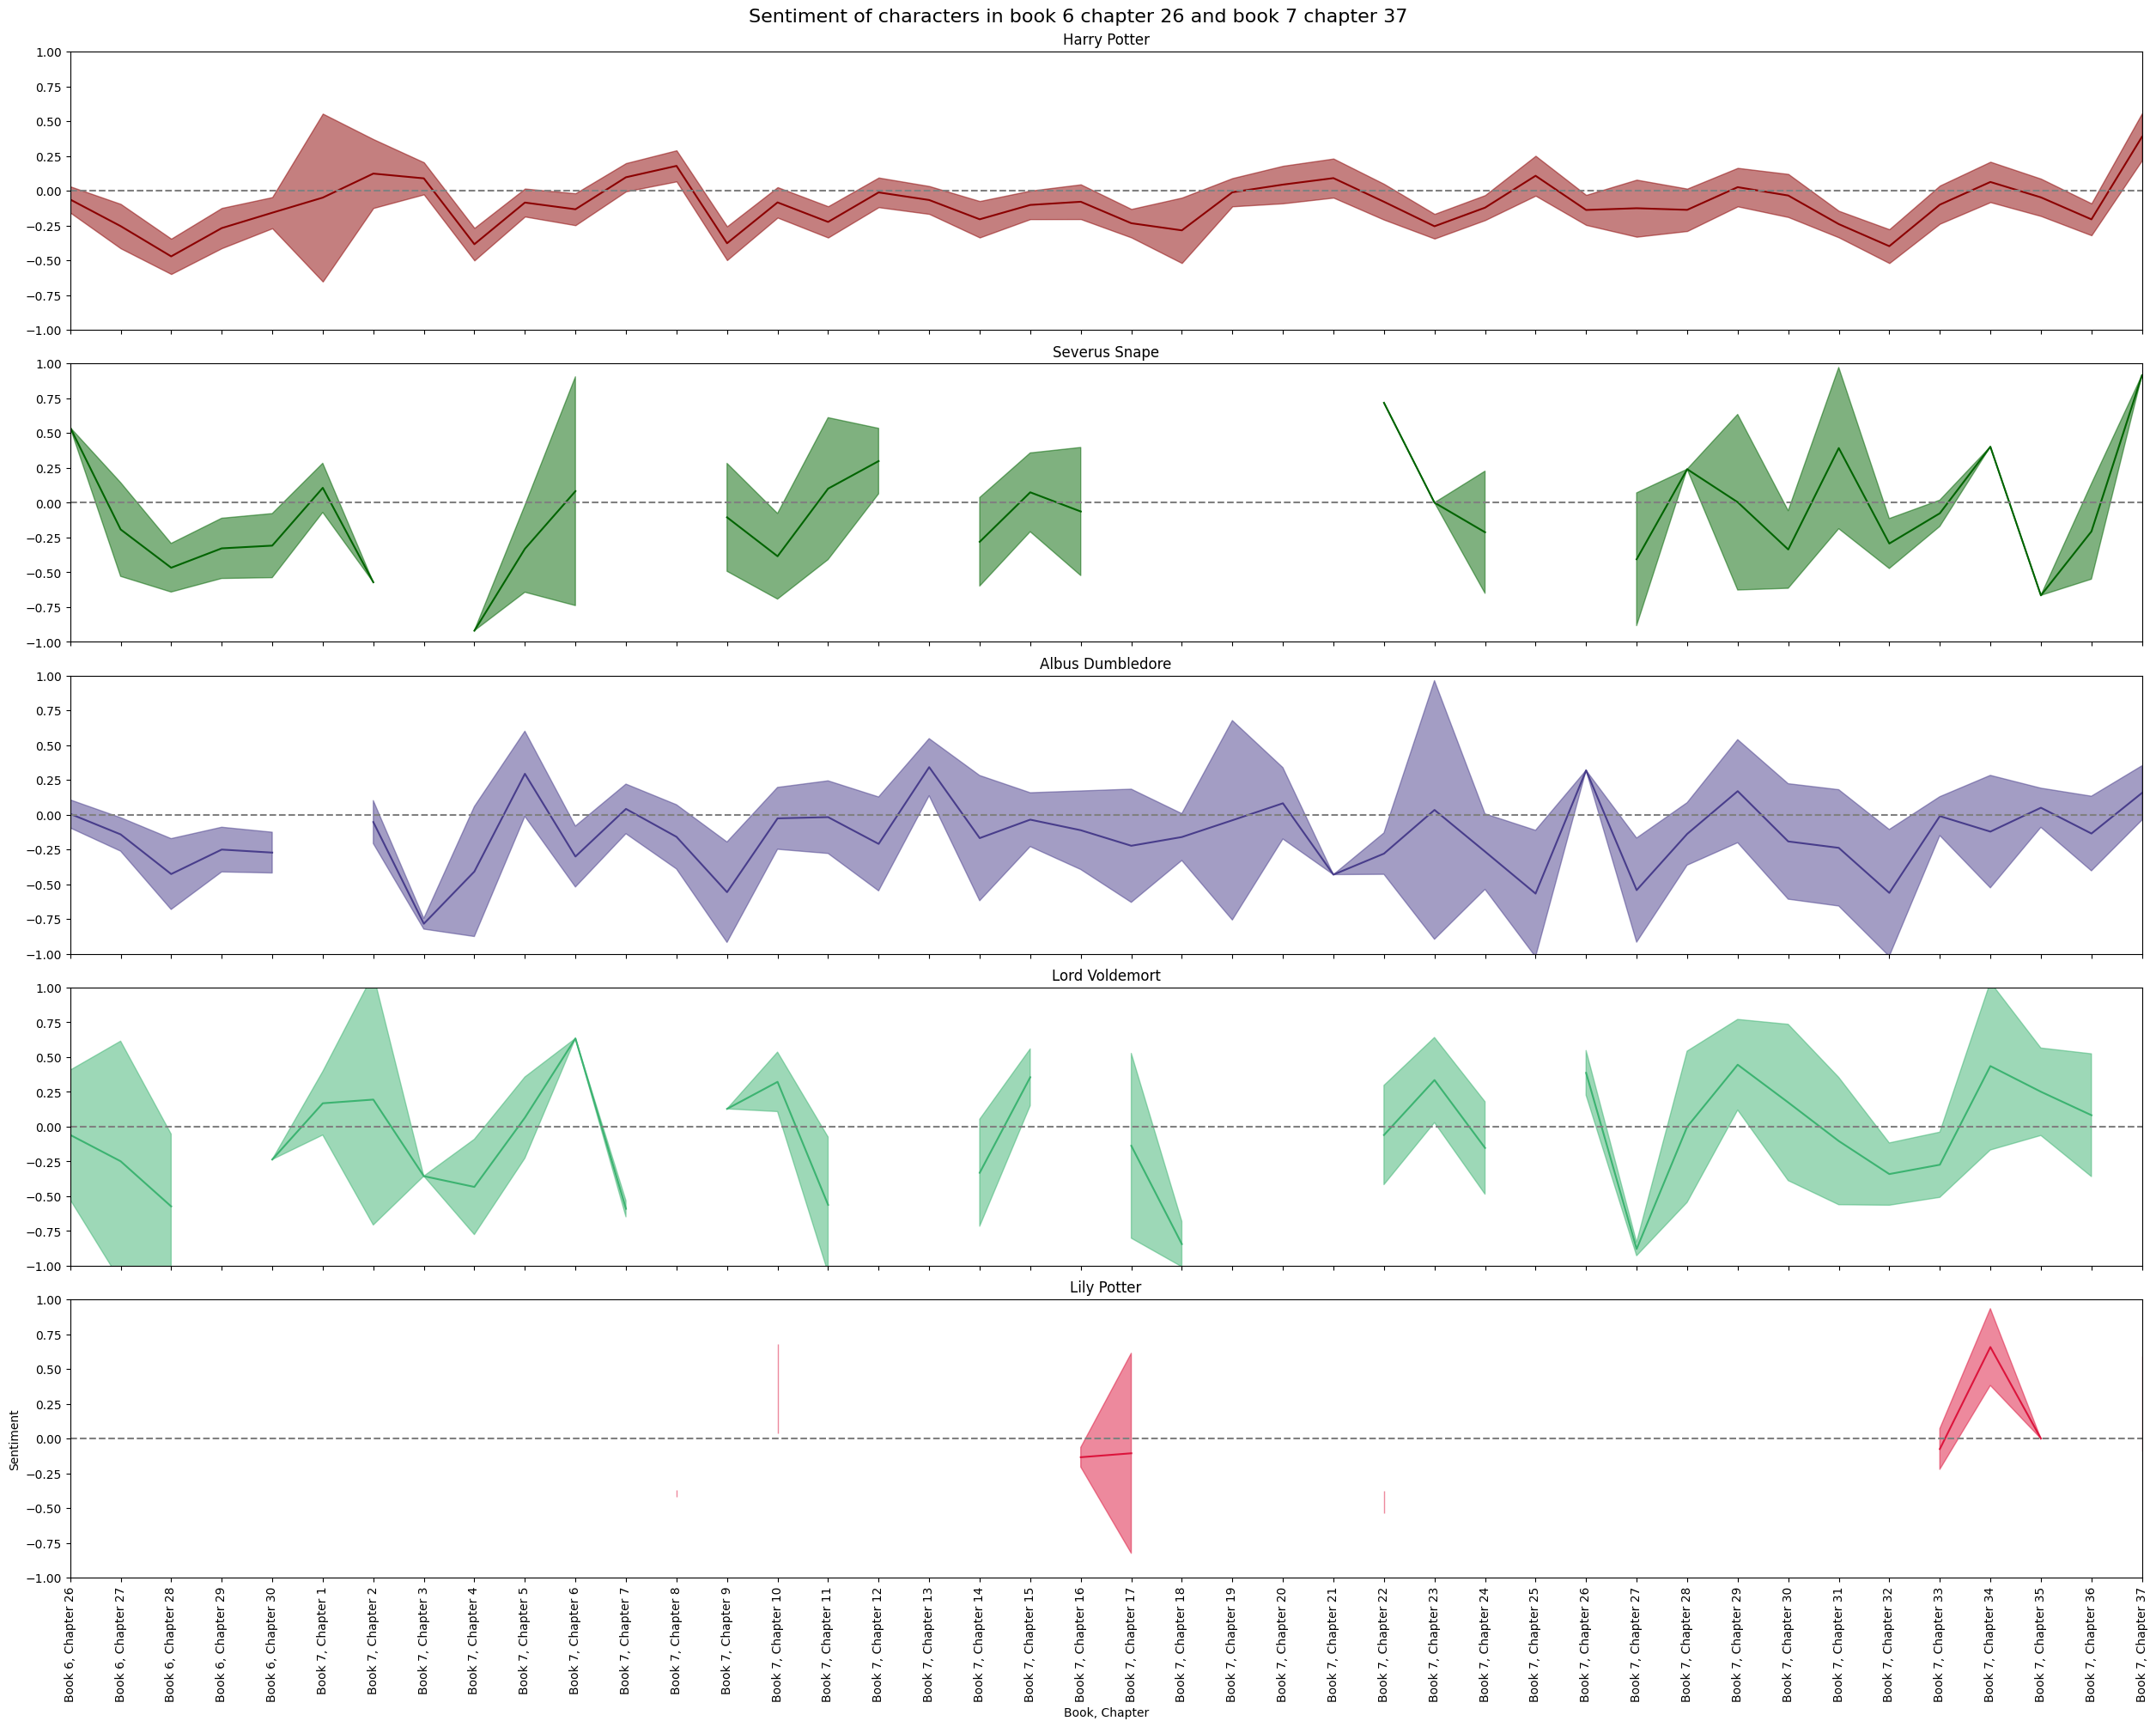 Sentiment of characters in book 6 chapter 26 and book 7 chapter 37
Harry Potter
1.00
0.75
0.50
0.25
0.00
−0.25
−0.50
−0.75
−1.00
Severus Snape
1.00
0.75
0.50
0.25
0.00
−0.25
−0.50
−0.75
−1.00
Albus Dumbledore
1.00
0.75
0.50
0.25
0.00
−0.25
−0.50
−0.75
−1.00
Lord Voldemort
1.00
0.75
0.50
0.25
0.00
−0.25
−0.50
−0.75
−1.00
Lily Potter
1.00
0.75
0.50
0.25
0.00
−0.25
−0.50
−0.75
−1.00
Sentiment
Book 6, Chapter 26
Book 6, Chapter 27
Book 6, Chapter 28
Book 6, Chapter 29
Book 6, Chapter 30
Book 7, Chapter 1
Book 7, Chapter 2
Book 7, Chapter 3
Book 7, Chapter 4
Book 7, Chapter 5
Book 7, Chapter 6
Book 7, Chapter 7
Book 7, Chapter 8
Book 7, Chapter 9
Book 7, Chapter 10
Book 7, Chapter 11
Book 7, Chapter 12
Book 7, Chapter 13
Book 7, Chapter 14
Book 7, Chapter 15
Book 7, Chapter 16
Book 7, Chapter 17
Book 7, Chapter 18
Book 7, Chapter 19
Book 7, Chapter 20
Book 7, Chapter 21
Book 7, Chapter 22
Book 7, Chapter 23
Book 7, Chapter 24
Book 7, Chapter 25
Book 7, Chapter 26
Book 7, Chapter 27
Book 7, Chapter 28
Book 7, Chapter 29
Book 7, Chapter 30
Book 7, Chapter 31
Book 7, Chapter 32
Book 7, Chapter 33
Book 7, Chapter 34
Book 7, Chapter 35
Book 7, Chapter 36
Book 7, Chapter 37
Book, Chapter